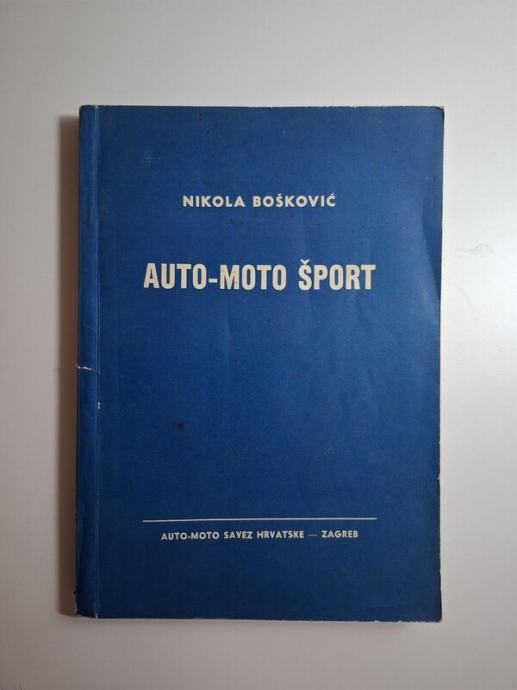 NIKOLA BOŠKOVIĆ
AUTO-MOTO ŠPORT
AUTO-MOTO SAVEZ HRVATSKE — ZAGREB